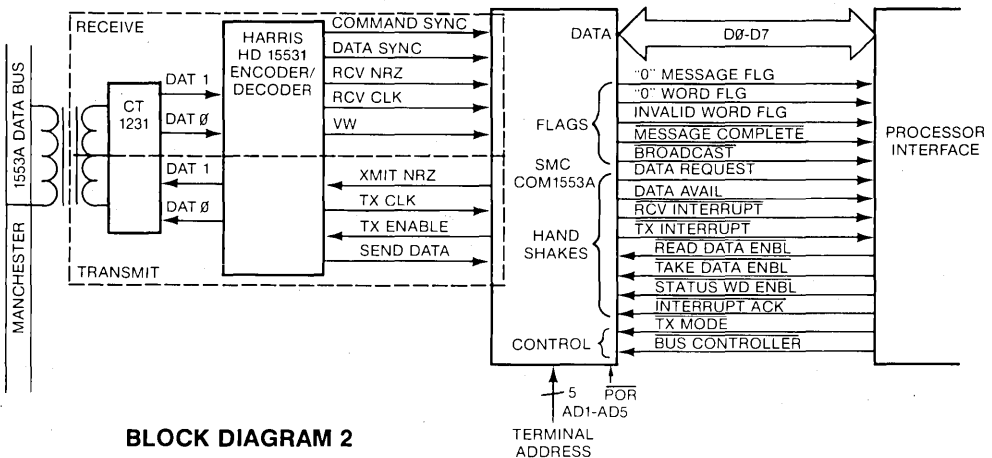 RECEIVE
1553A DATA BUS
MANCHESTER
CT
1231
DAT 1
DAT Ø
DAT 1
DAT Ø
HARRIS
HD 15531
ENCODER/
DECODER
COMMAND SYNC
DATA SYNC
RCV NRZ
RCV CLK
VW
XMIT NRZ
TX CLK
TX ENABLE
SEND DATA
TRANSMIT
DATA
FLAGS
SMC
COM1553A
HAND
SHAKES
CONTROL
DØ-D7
"0" MESSAGE FLG
"0" WORD FLG
INVALID WORD FLG
MESSAGE COMPLETE
BROADCAST
DATA REQUEST
DATA AVAIL
RCV INTERRUPT
TX INTERRUPT
READ DATA ENBL
TAKE DATA ENBL
STATUS WD ENBL
INTERRUPT ACK
TX MODE
BUS CONTROLLER
PROCESSOR
INTERFACE
5
POR
AD1-AD5
TERMINAL
ADDRESS
BLOCK DIAGRAM 2